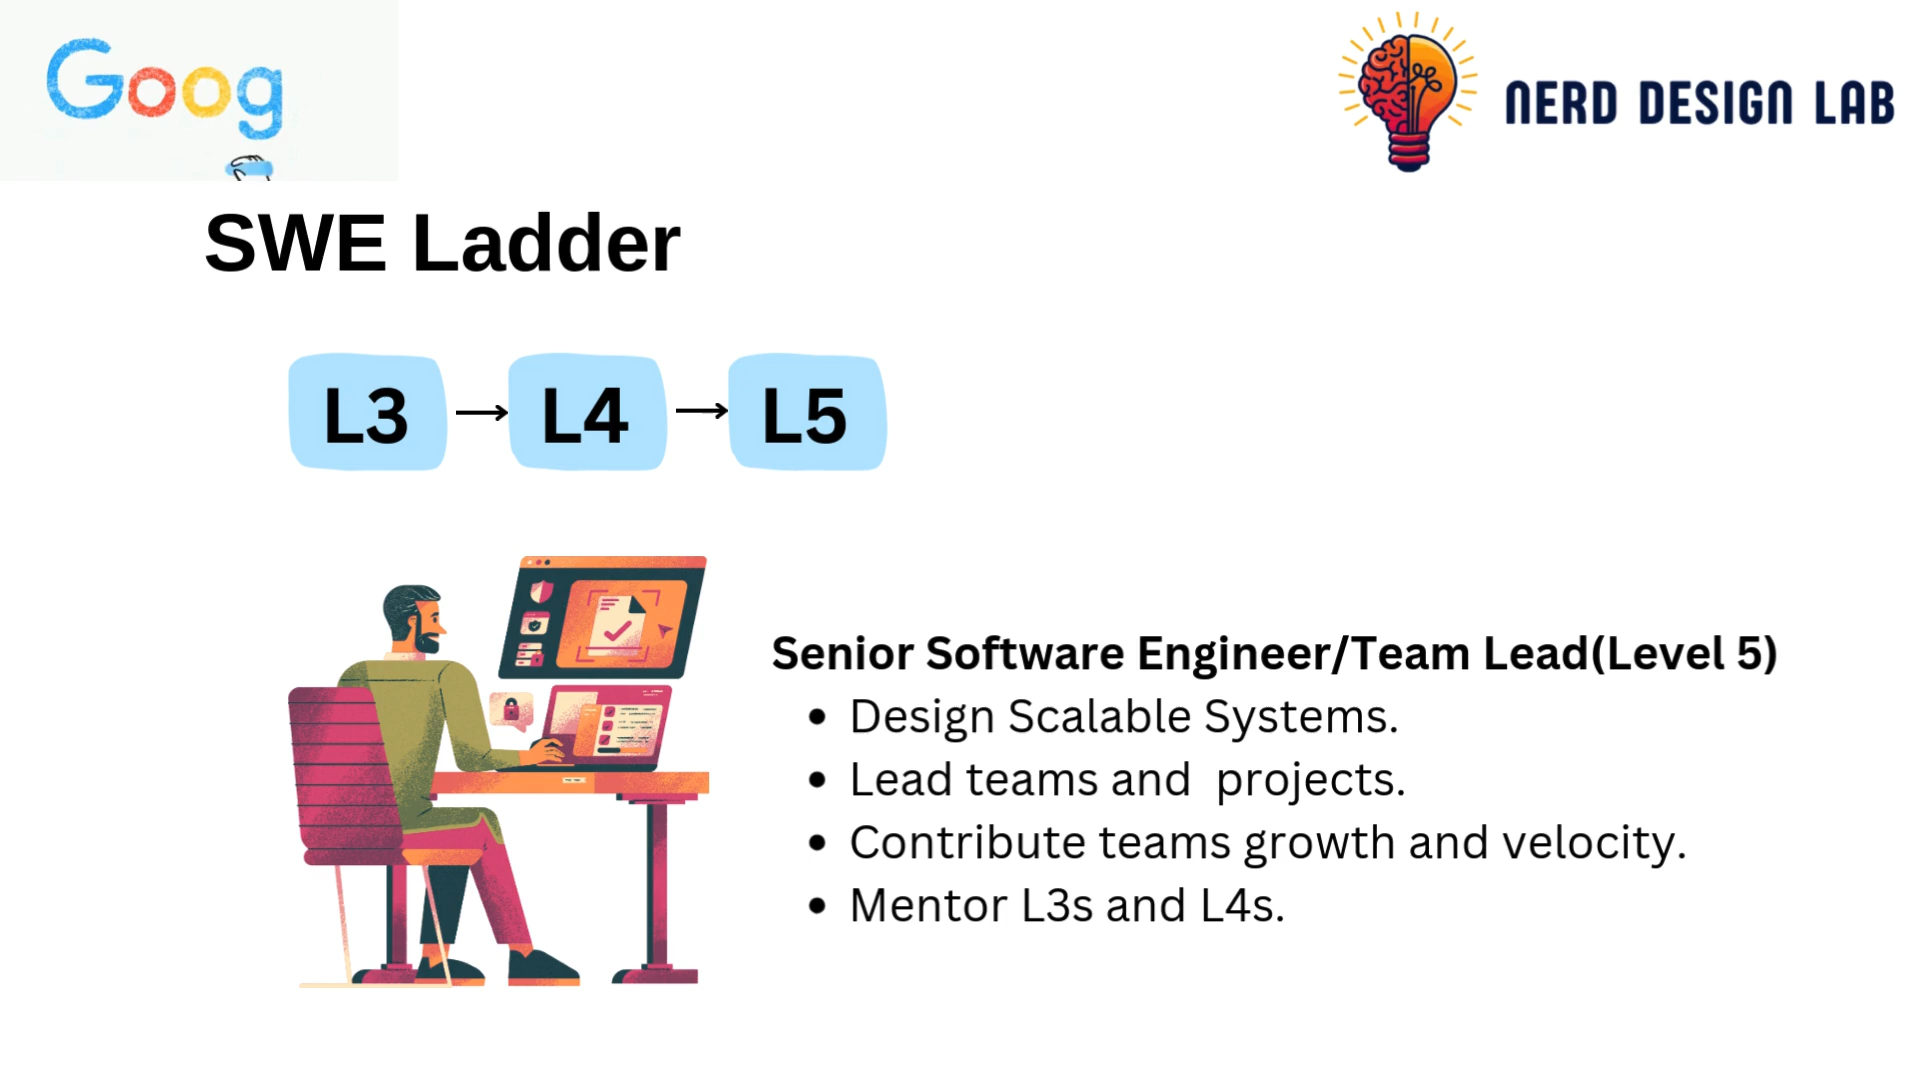 Goog
NERD DESIGN LAB
SWE Ladder
L3 → L4 → L5
Senior Software Engineer/Team Lead(Level 5)
• Design Scalable Systems.
• Lead teams and  projects.
• Contribute teams growth and velocity.
• Mentor L3s and L4s.